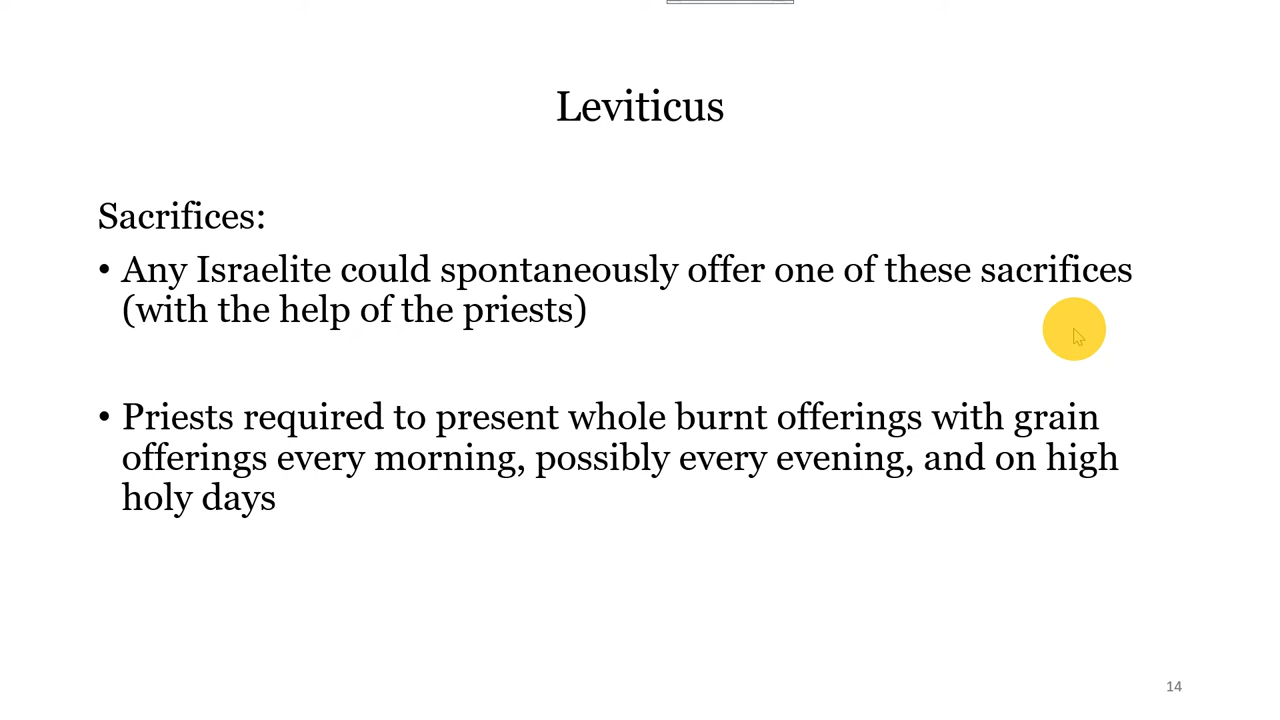 Leviticus
Sacrifices:
• Any Israelite could spontaneously offer one of these sacrifices
(with the help of the priests)
• Priests required to present whole burnt offerings with grain
offerings every morning, possibly every evening, and on high
holy days
14